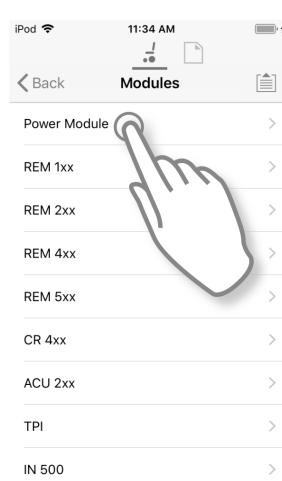 iPod 11:34 AM
Back Modules
Power Module
REM 1xx
REM 2xx
REM 4xx
REM 5xx
CR 4xx
ACU 2xx
TPI
IN 500